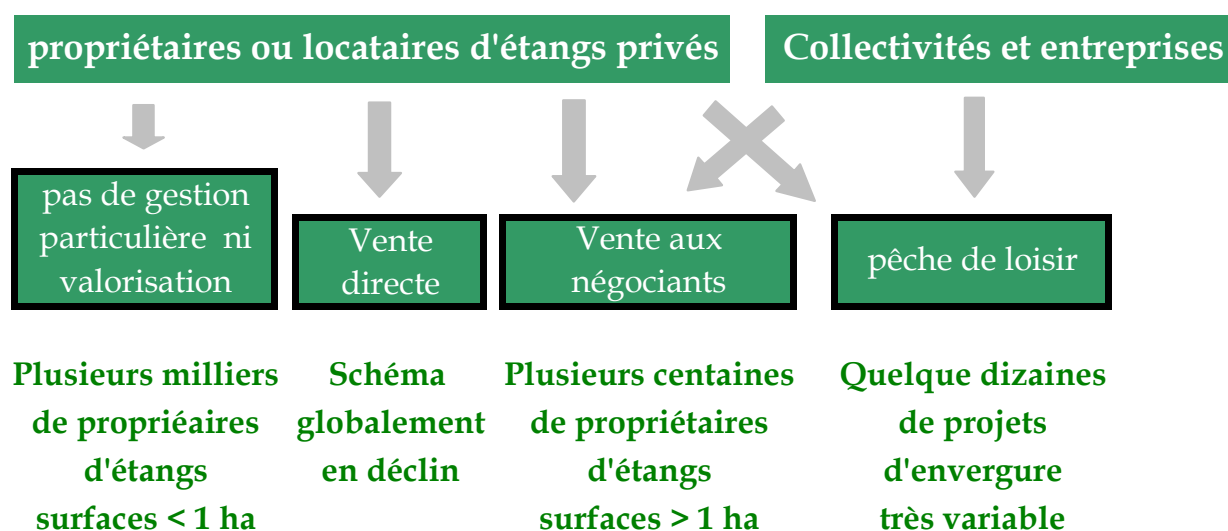 propriétaires ou locataires d'étangs privés
Collectivités et entreprises
pas de gestion
particulière ni
valorisation
Vente
directe
Vente aux
négociants
pêche de loisir
Plusieurs milliers
de propriéaires
d'étangs
surfaces < 1 ha
Schéma
globalement
en déclin
Plusieurs centaines
de propriétaires
d'étangs
surfaces > 1 ha
Quelque dizaines
de projets
d'envergure
très variable